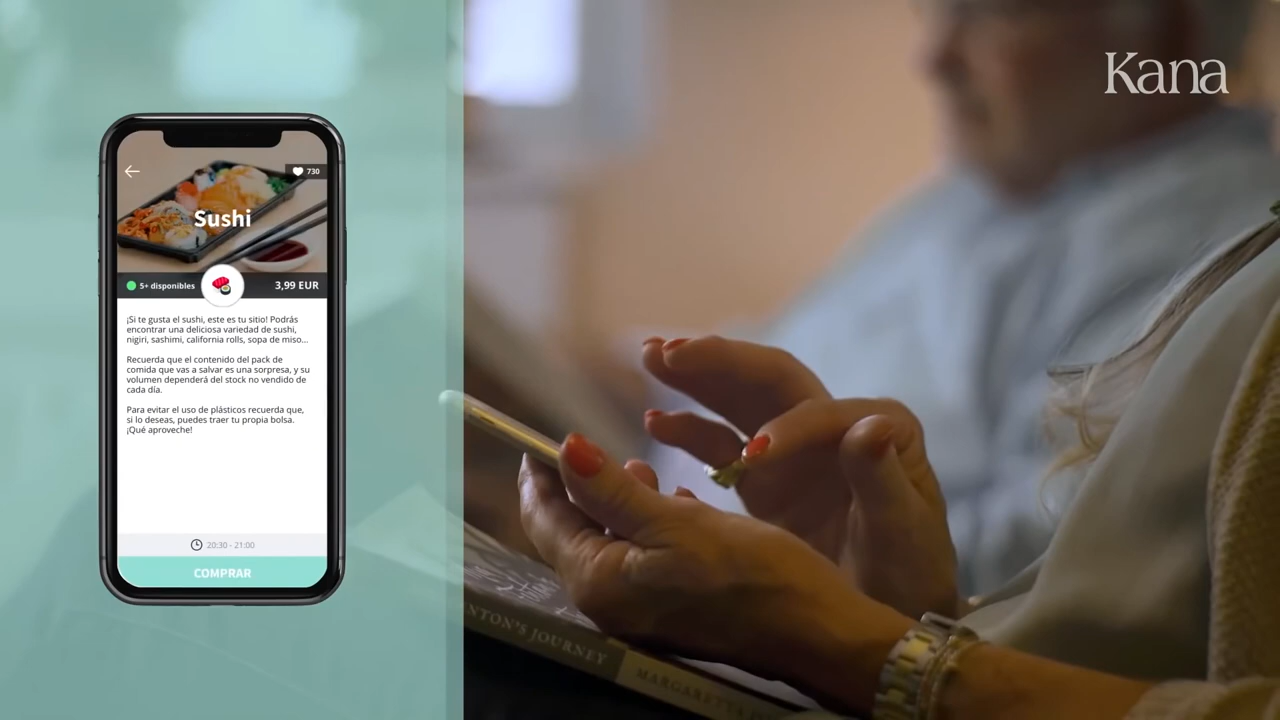 Kana
730
Sushi
5+ disponibles
3,99 EUR
¡Si te gusta el sushi, este es tu sitio! Podrás
encontrar una deliciosa variedad de sushi,
nigiri, sashimi, california rolls, sopa de miso...
Recuerda que el contenido del pack de
comida que vas a salvar es una sorpresa, y su
volumen dependerá del stock no vendido de
cada día.
Para evitar el uso de plásticos recuerda que,
si lo deseas, puedes traer tu propia bolsa.
¡Qué aproveche!
20:30 - 21:00
COMPRAR
NTON'S JOURNEY